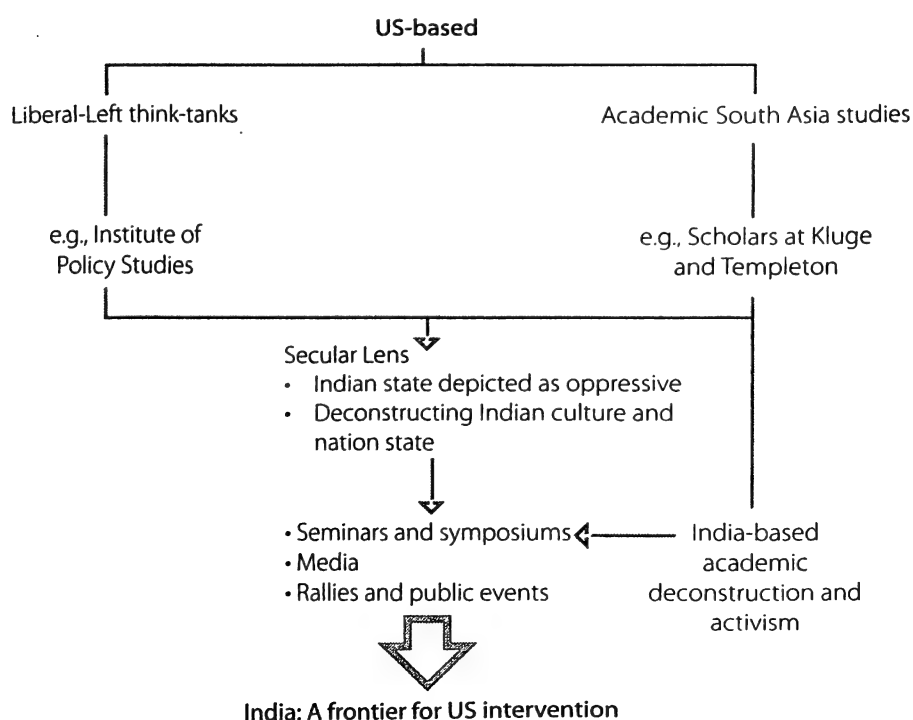 US-based
Liberal-Left think-tanks
Academic South Asia studies
e.g., Institute of
Policy Studies
e.g., Scholars at Kluge
and Templeton
Secular Lens
• Indian state depicted as oppressive
• Deconstructing Indian culture and
nation state
• Seminars and symposiums
• Media
• Rallies and public events
India-based
academic
deconstruction and
activism
India: A frontier for US intervention